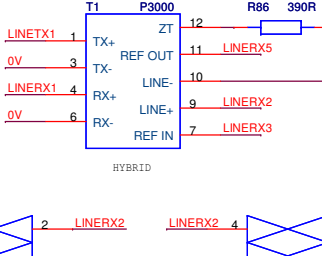 T1 P3000 R86 390R
LINETX1 1 TX+ ZT 12
0V 3 TX- REF OUT 11 LINERX5
LINERX1 4 RX+ LINE- 10
0V 6 RX- LINE+ 9 LINERX2
REF IN 7 LINERX3
HYBRID
2 LINERX2 LINERX2 4